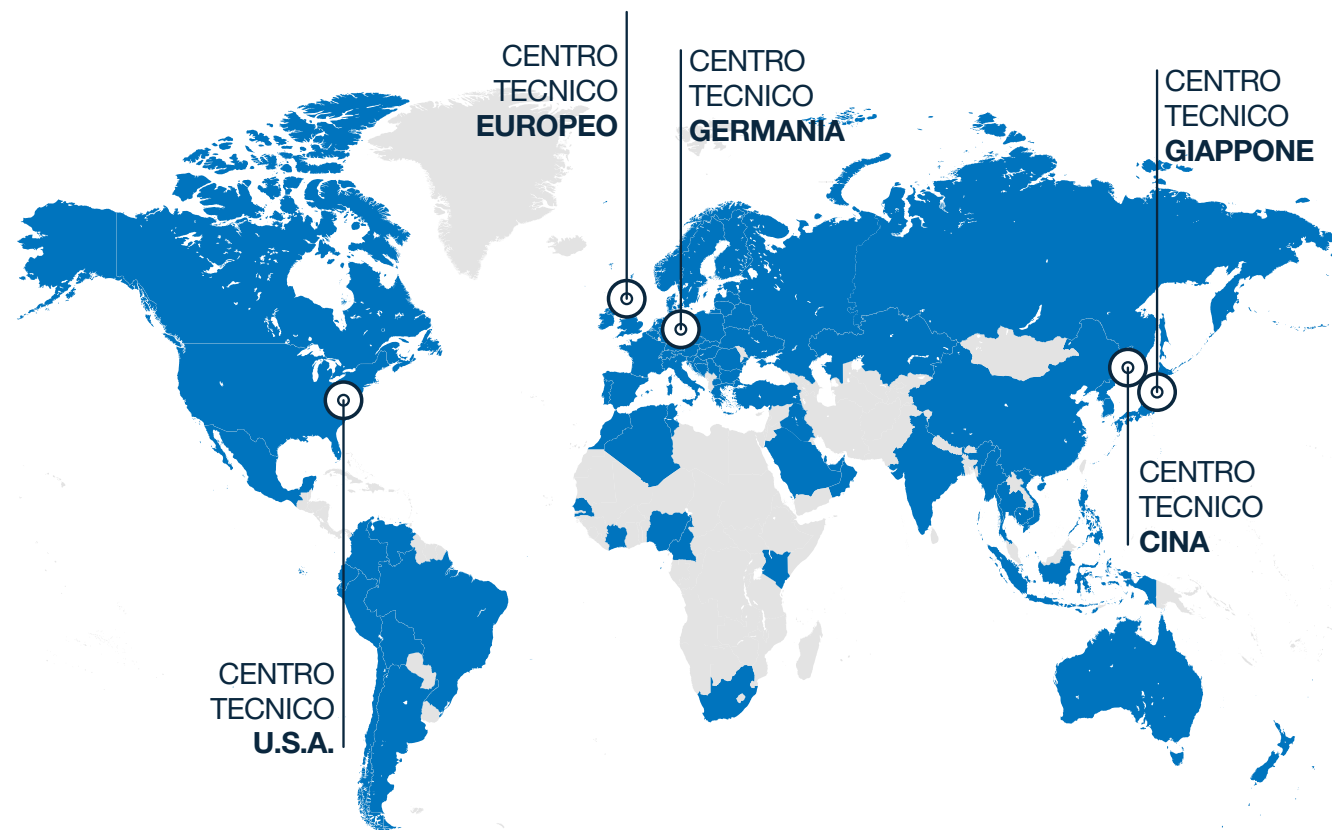 CENTRO
TECNICO
EUROPEO
CENTRO
TECNICO
GERMANIA
CENTRO
TECNICO
GIAPPONE
CENTRO
TECNICO
CINA
CENTRO
TECNICO
U.S.A.